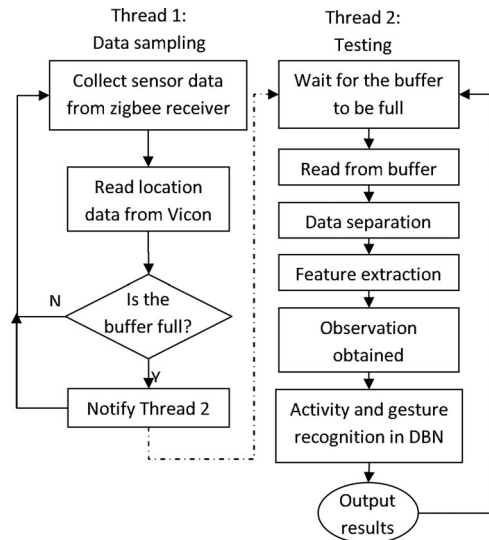 Thread 1:
Data sampling
Collect sensor data
from zigbee receiver
Read location
data from Vicon
Is the
buffer full?
N
Y
Notify Thread 2
Thread 2:
Testing
Wait for the buffer
to be full
Read from buffer
Data separation
Feature extraction
Observation
obtained
Activity and gesture
recognition in DBN
Output
results